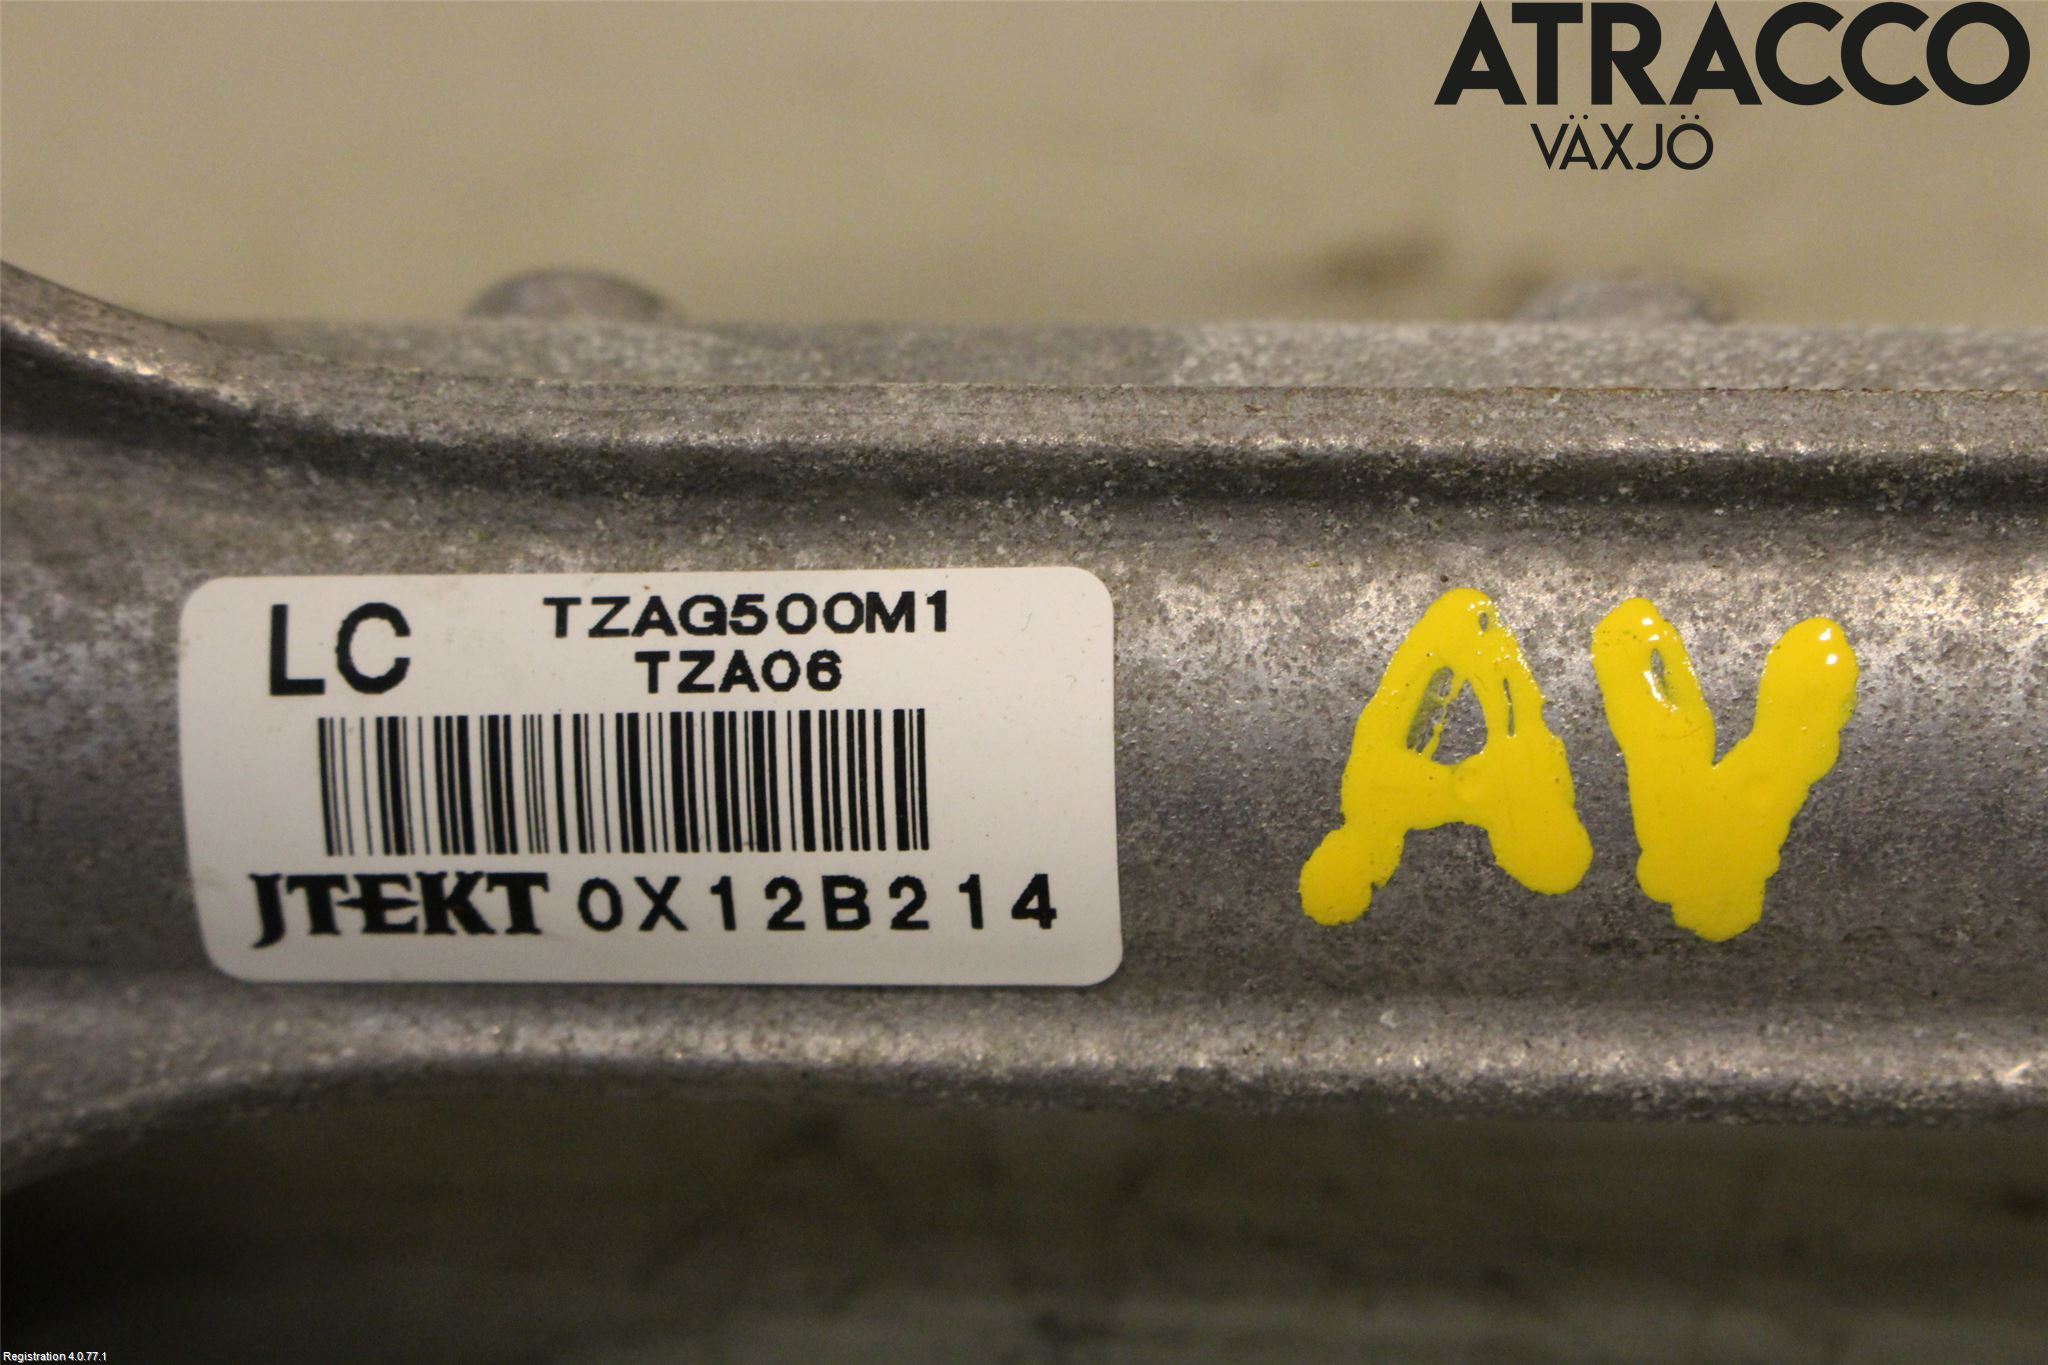 ATRACCO
VÄXJÖ
LC
TZAG500M1
TZA06
JTEKT 0X12B214
AV
Registration 4.0.77.1